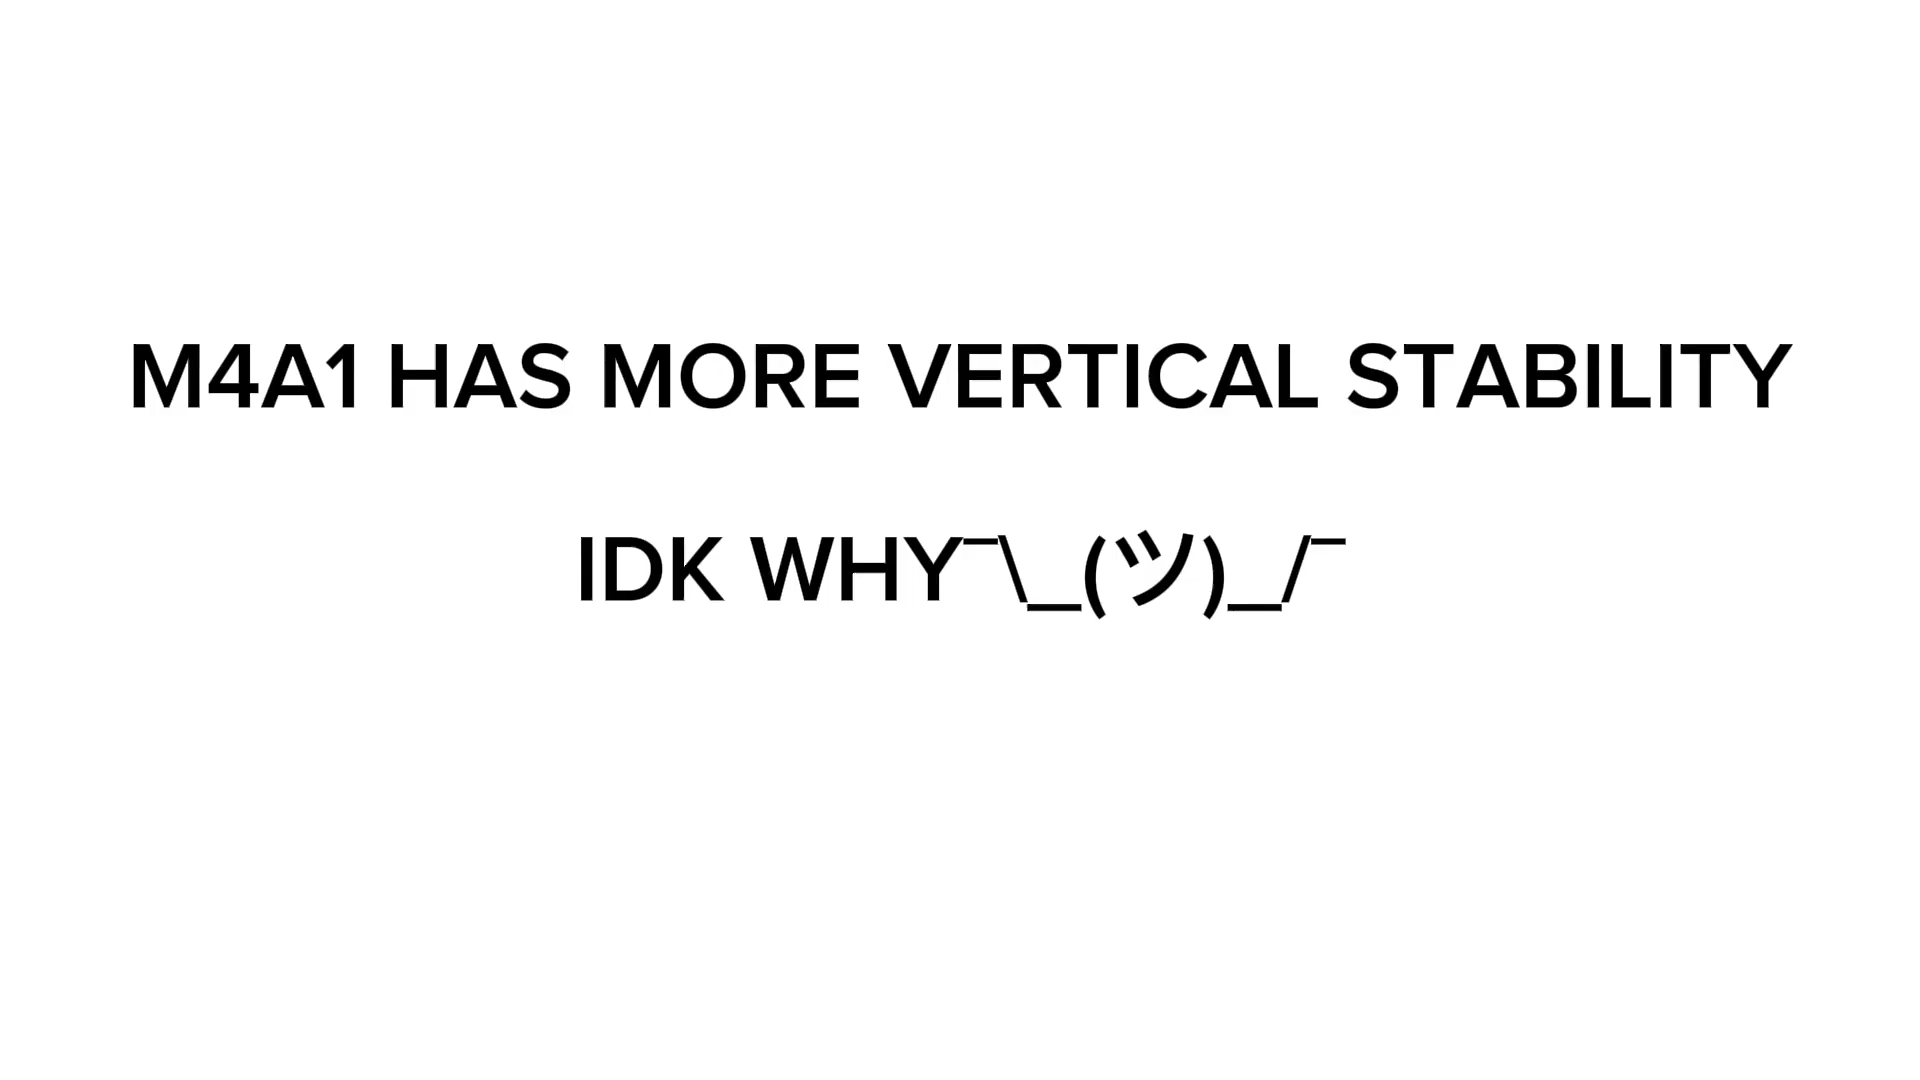 M4A1 HAS MORE VERTICAL STABILITY
IDK WHY¯\_(ツ)_/¯